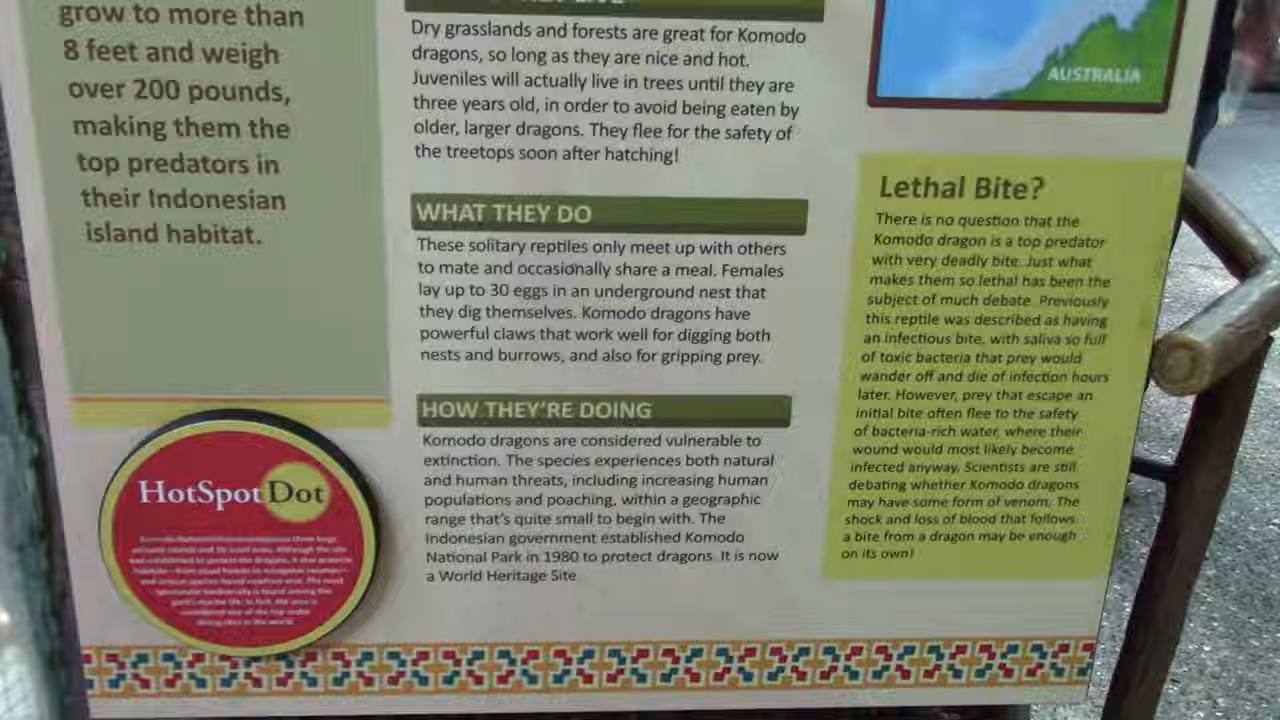 grow to more than
8 feet and weigh
over 200 pounds,
making them the
top predators in
their Indonesian
island habitat.
Dry grasslands and forests are great for Komodo
dragons, so long as they are nice and hot.
Juveniles will actually live in trees until they are
three years old, in order to avoid being eaten by
older, larger dragons. They flee for the safety of
the treetops soon after hatching!
WHAT THEY DO
These solitary reptiles only meet up with others
to mate and occasionally share a meal. Females
lay up to 30 eggs in an underground nest that
they dig themselves. Komodo dragons have
powerful claws that work well for digging both
nests and burrows, and also for gripping prey.
HOW THEY'RE DOING
Komodo dragons are considered vulnerable to
extinction. The species experiences both natural
and human threats, including increasing human
populations and poaching, within a geographic
range that's quite small to begin with. The
Indonesian government established Komodo
National Park in 1980 to protect dragons. It is now
a World Heritage Site
AUSTRALIA
Lethal Bite?
There is no question that the
Komodo dragon is a top predator
with very deadly bite. Just what
makes them so lethal has been the
subject of much debate. Previously
this reptile was described as having
an infectious bite, with saliva so full
of toxic bacteria that prey would
wander off and die of infection hours
later. However, prey that escape an
initial bite often flee to the safety
of bacteria-rich water, where their
wound would most likely become
infected anyway. Scientists are still
debating whether Komodo dragons
may have some form of venom. The
shock and loss of blood that follows
a bite from a dragon may be enough
on its own!
HotSpot Dot
diving sites in the world